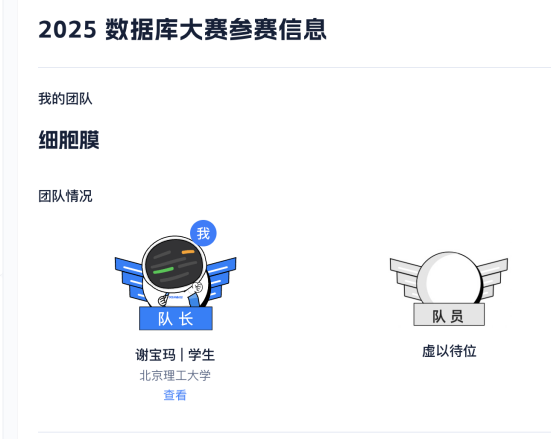 2025 数据库大赛参赛信息
我的团队
细胞膜
团队情况
我
队长
队员
谢宝玛 | 学生
虚以待位
北京理工大学
查看